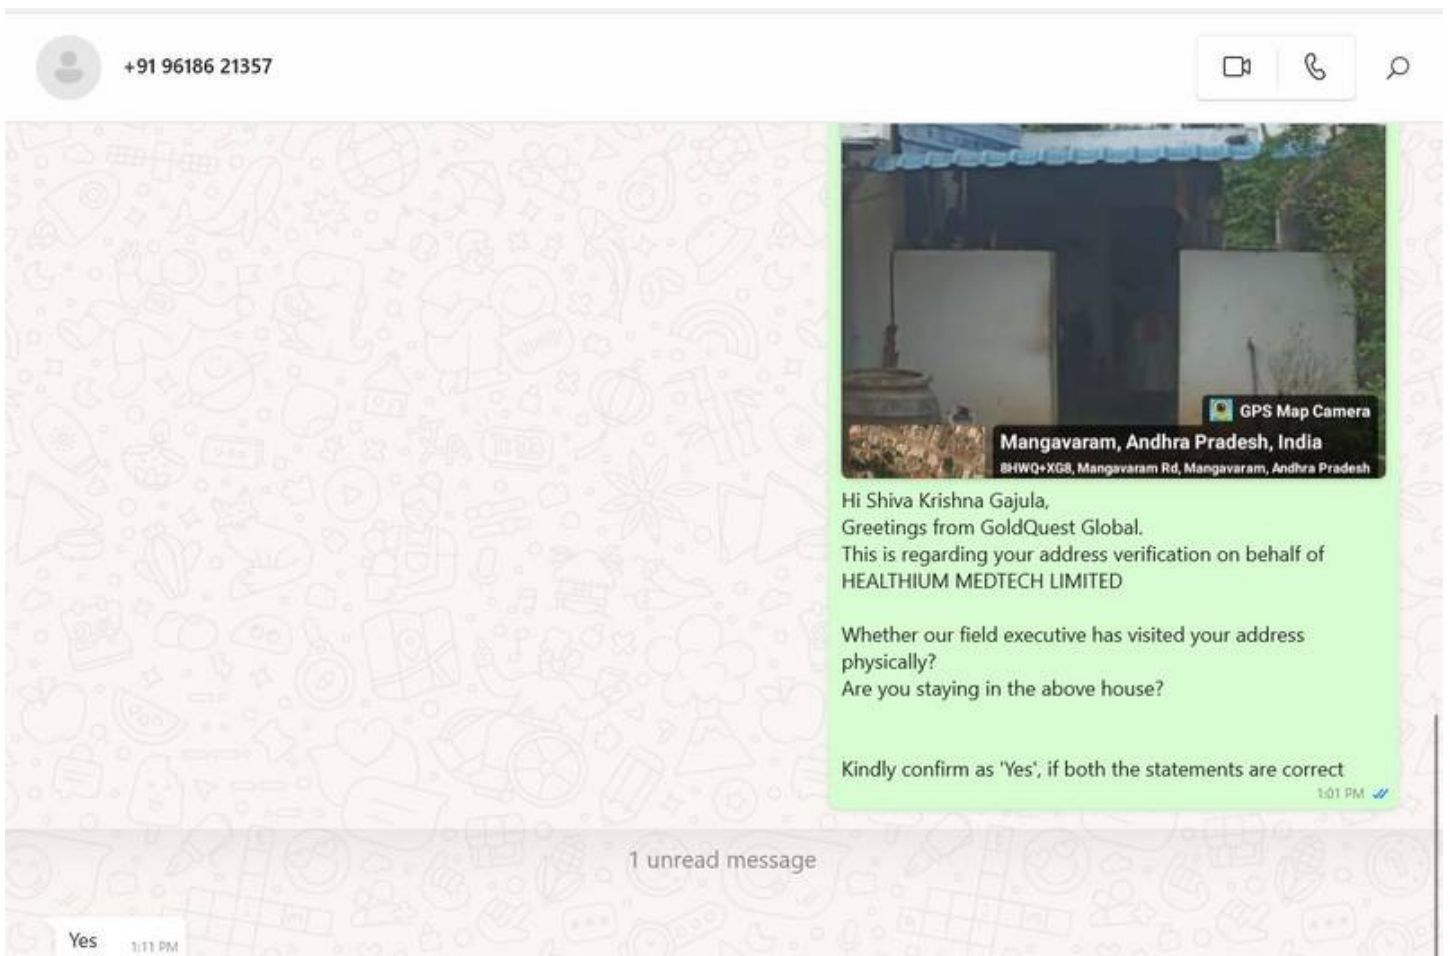 +91 96186 21357
GPS Map Camera
Mangavaram, Andhra Pradesh, India
8HWQ+XG8, Mangavaram Rd, Mangavaram, Andhra Pradesh
Hi Shiva Krishna Gajula,
Greetings from GoldQuest Global.
This is regarding your address verification on behalf of
HEALTHIUM MEDTECH LIMITED
Whether our field executive has visited your address
physically?
Are you staying in the above house?
Kindly confirm as 'Yes', if both the statements are correct
1:01 PM
1 unread message
Yes
1:11 PM